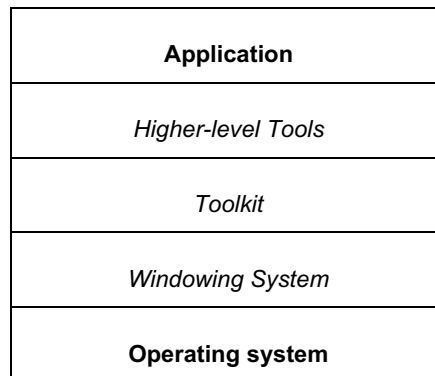 Application
Higher-level Tools
Toolkit
Windowing System
Operating system